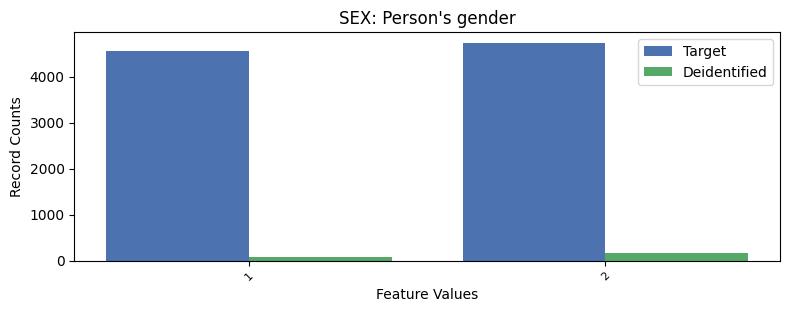 SEX: Person's gender
Target
Deidentified
4000
3000
2000
1000
0
Record Counts
1
2
Feature Values